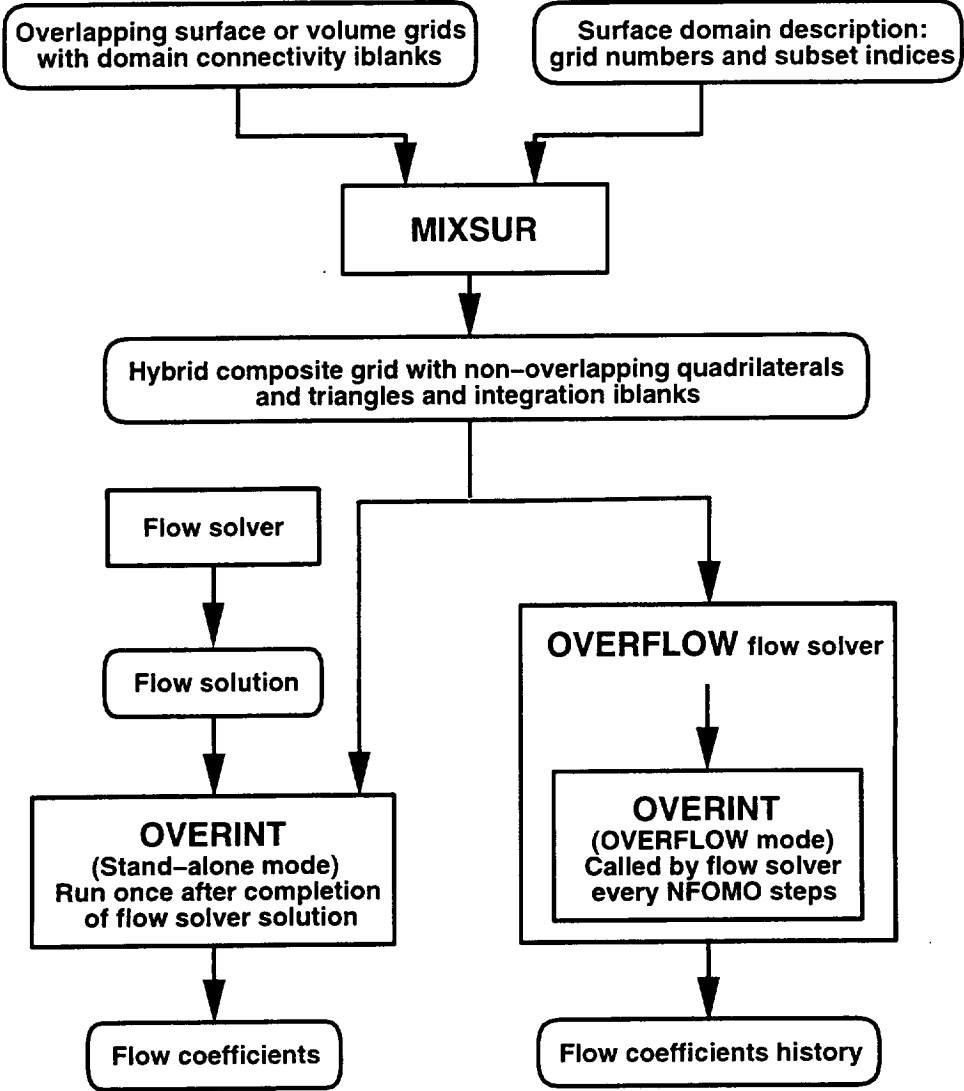 Overlapping surface or volume grids
with domain connectivity iblanks
Surface domain description:
grid numbers and subset indices
MIXSUR
Hybrid composite grid with non–overlapping quadrilaterals
and triangles and integration iblanks
Flow solver
Flow solution
OVERINT
(Stand–alone mode)
Run once after completion
of flow solver solution
Flow coefficients
OVERFLOW flow solver
OVERINT
(OVERFLOW mode)
Called by flow solver
every NFOMO steps
Flow coefficients history